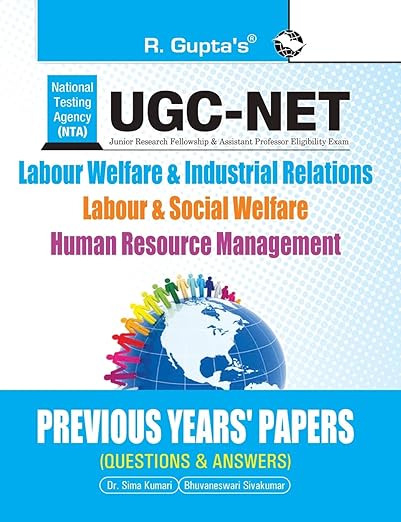 R. Gupta's®
National
Testing
Agency
(NTA)
UGC-NET
Junior Research Fellowship & Assistant Professor Eligibility Exam
Labour Welfare & Industrial Relations
Labour & Social Welfare
Human Resource Management
PREVIOUS YEARS' PAPERS
(QUESTIONS & ANSWERS)
Dr. Sima Kumari
Bhuvaneswari Sivakumar